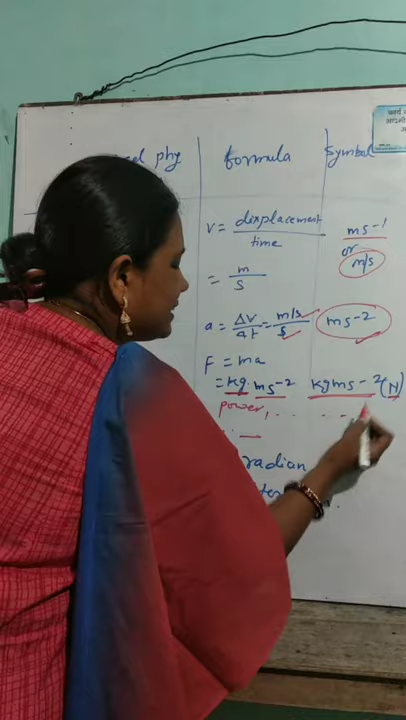 phy formula Symbol
v = displacement / time ms-1
or
= m / s m/s
a = Δv / Δt = m/s / s ms-2
F = ma
= kg ms-2 kgms-2 (N)
power, . . . . . -
radian